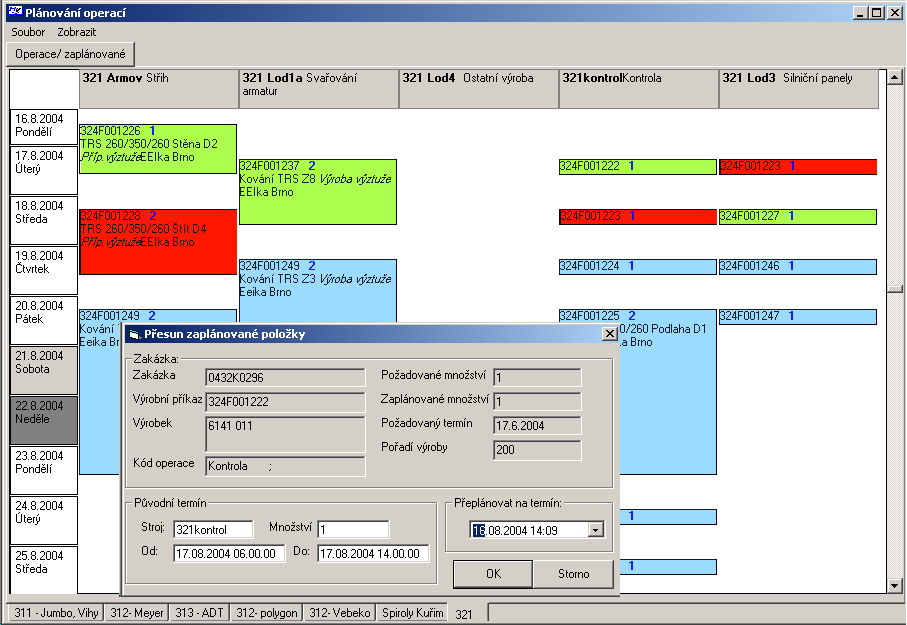 Plánování operací
Soubor Zobrazit
Operace/ zaplánované
321 Armov Střih
321 Lod1a Svařování armatur
321 Lod4 Ostatní výroba
321kontrolKontrola
321 Lod3 Silniční panely
16.8.2004
Pondělí
17.8.2004
Úterý
18.8.2004
Středa
19.8.2004
Čtvrtek
20.8.2004
Pátek
21.8.2004
Sobota
22.8.2004
Neděle
23.8.2004
Pondělí
24.8.2004
Úterý
25.8.2004
Středa
324F001226 1
TRS 260/350/260 Stěna D2
Příp.výztužeEElka Brno
324F001228 2
TRS 260/350/260 Štít D4
Příp.výztužeEElka Brno
324F001249 2
Kování
Eeika Br
324F001237 2
Kování TRS Z8 Výroba výztuže
EElka Brno
324F001249 2
Kování TRS Z3 Výroba výztuže
Eeika Brno
324F001222 1
324F001223 1
324F001224 1
324F001225 2
0/260 Podlaha D1
a Brno
1
1
324F001223 1
324F001227 1
324F001246 1
324F001247 1
Přesun zaplánované položky
Zakázka:
Zakázka 0432K0296
Výrobní příkaz 324F001222
Výrobek 6141 011
Kód operace Kontrola ;
Požadované množství 1
Zaplánované množství 1
Požadovaný termín 17.6.2004
Pořadí výroby 200
Původní termín
Stroj: 321kontrol Množství 1
Od: 17.08.2004 06.00.00 Do: 17.08.2004 14.00.00
Přeplánovat na termín:
16.08.2004 14:09
OK Storno
311 - Jumbo, Vihy 312- Meyer 313 - ADT 312- polygon 312- Vebeko Spiroly Kuřim 321